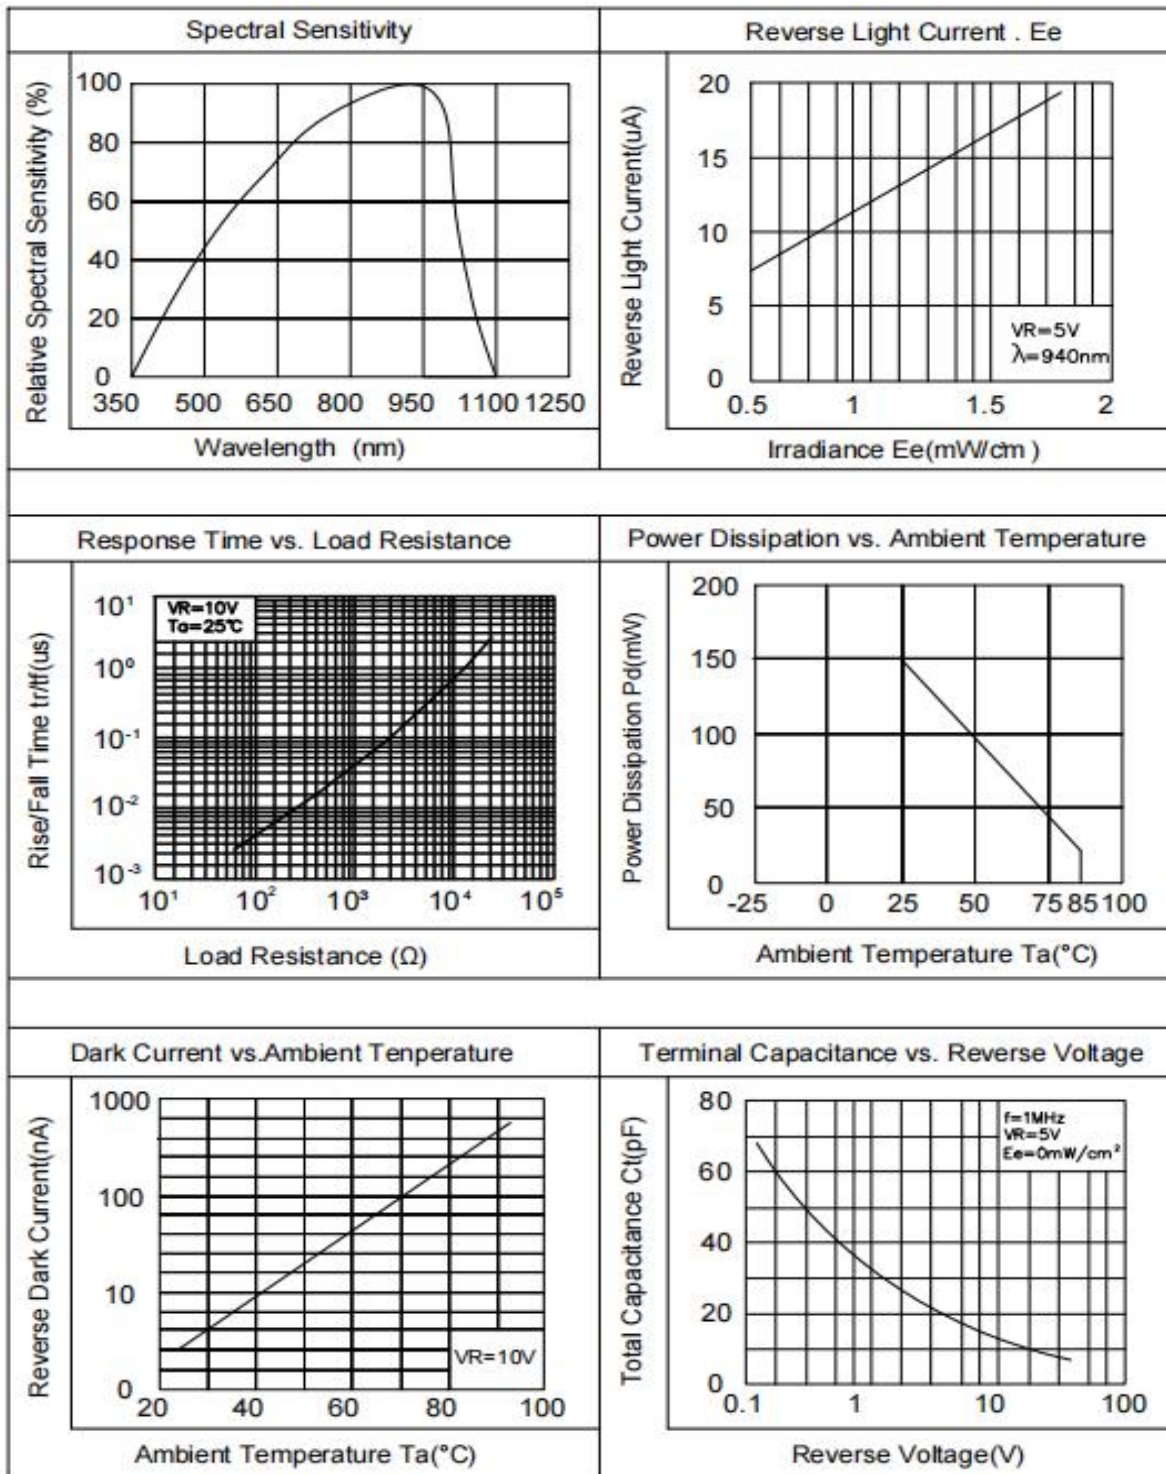 Spectral Sensitivity
Relative Spectral Sensitivity (%)
100
80
60
40
20
0
350 500 650 800 950 1100 1250
Wavelength (nm)
Reverse Light Current . Ee
Reverse Light Current(uA)
20
15
10
5
0
VR=5V
λ=940nm
0.5 1 1.5 2
Irradiance Ee(mW/cm )
Response Time vs. Load Resistance
Rise/Fall Time tr/tf(us)
VR=10V
Ta=25℃
10¹
10⁰
10⁻¹
10⁻²
10⁻³
10¹ 10² 10³ 10⁴ 10⁵
Load Resistance (Ω)
Power Dissipation vs. Ambient Temperature
Power Dissipation Pd(mW)
200
150
100
50
0
-25 0 25 50 75 85 100
Ambient Temperature Ta(°C)
Dark Current vs.Ambient Tenperature
Reverse Dark Current(nA)
1000
100
10
0
VR=10V
20 40 60 80 100
Ambient Temperature Ta(°C)
Terminal Capacitance vs. Reverse Voltage
Total Capacitance Ct(pF)
80
60
40
20
0
f=1MHz
VR=5V
Ee=0mW/cm²
0.1 1 10 100
Reverse Voltage(V)